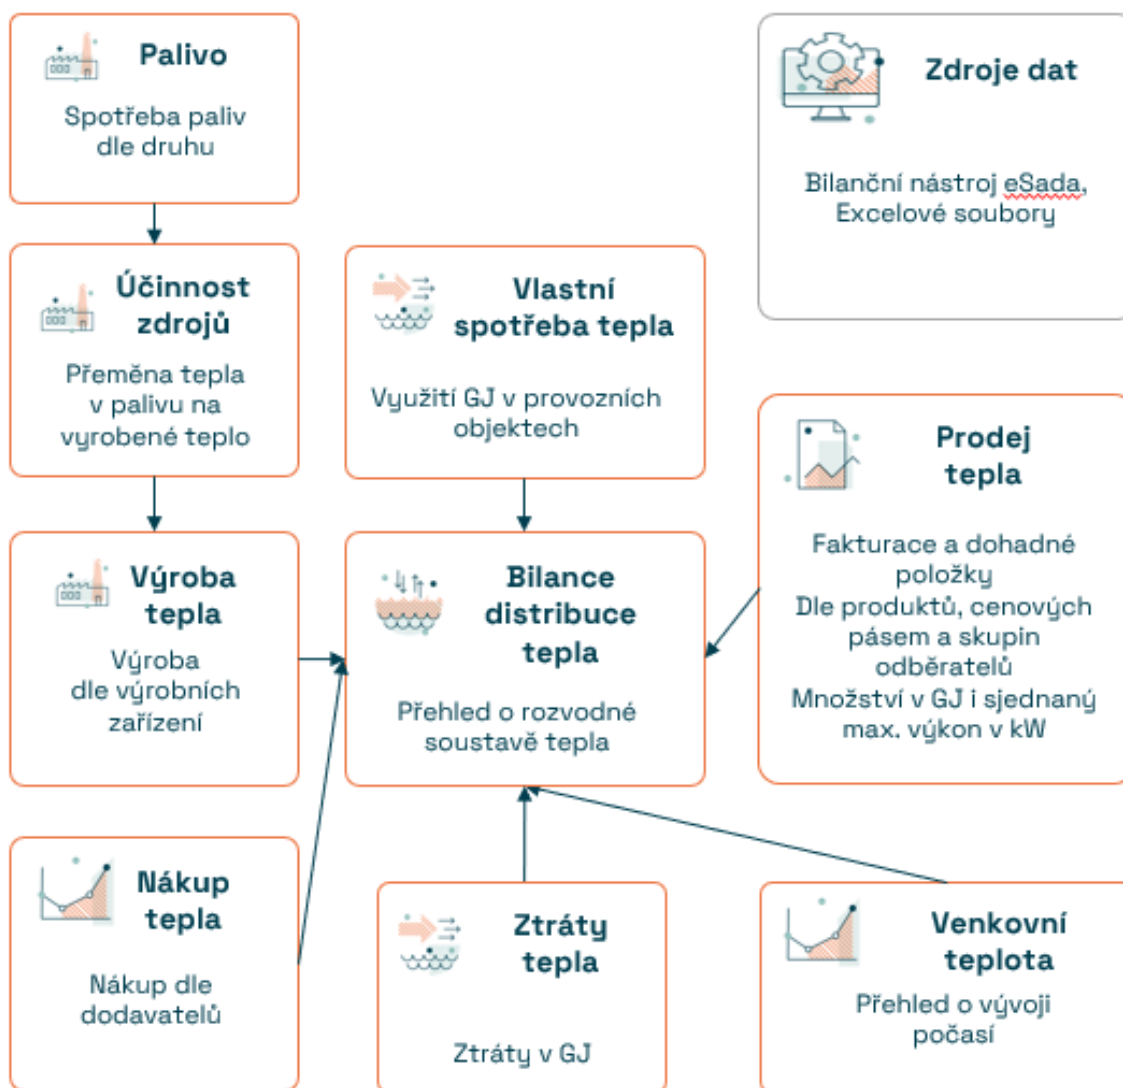 Palivo
Spotřeba paliv
dle druhu
Zdroje dat
Bilanční nástroj eSada,
Excelové soubory
Účinnost
zdrojů
Přeměna tepla
v palivu na
vyrobené teplo
Vlastní
spotřeba tepla
Využití GJ v provozních
objektech
Prodej
tepla
Fakturace a dohadné
položky
Dle produktů, cenových
pásem a skupin
odběratelů
Množství v GJ i sjednaný
max. výkon v kW
Výroba
tepla
Výroba
dle výrobních
zařízení
Bilance
distribuce
tepla
Přehled o rozvodné
soustavě tepla
Nákup
tepla
Nákup dle
dodavatelů
Ztráty
tepla
Ztráty v GJ
Venkovní
teplota
Přehled o vývoji
počasí